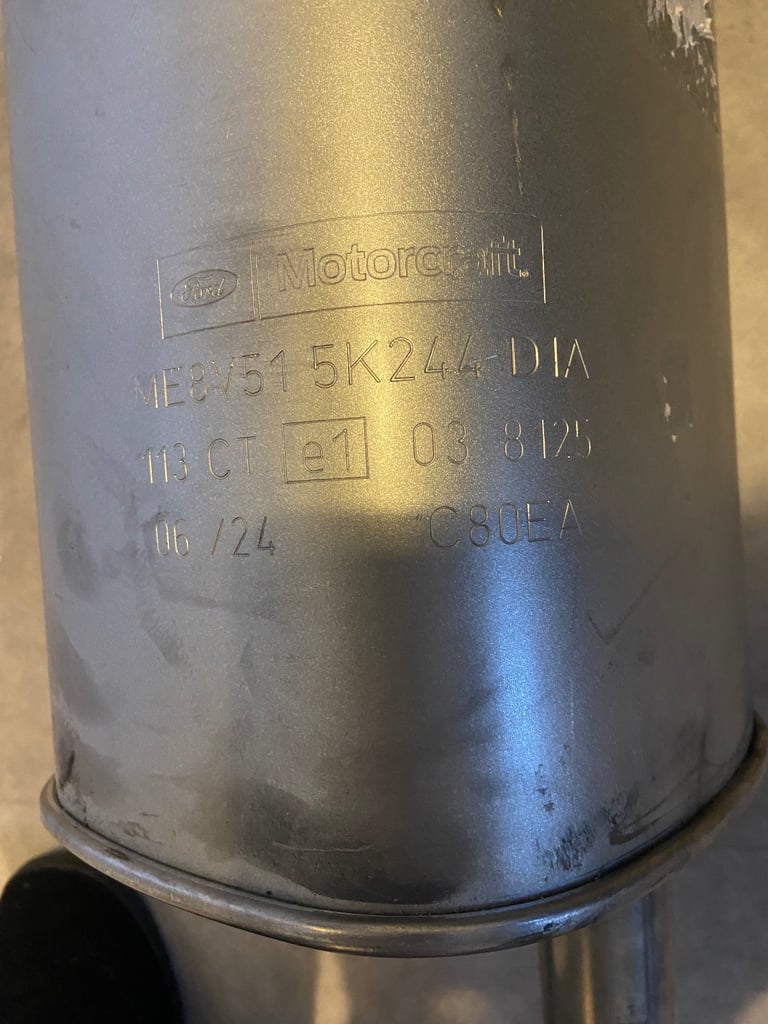 Ford Motorcraft
ME8V51 5K244 DIA
113 CT e1 03 8125
06 /24 C80EA